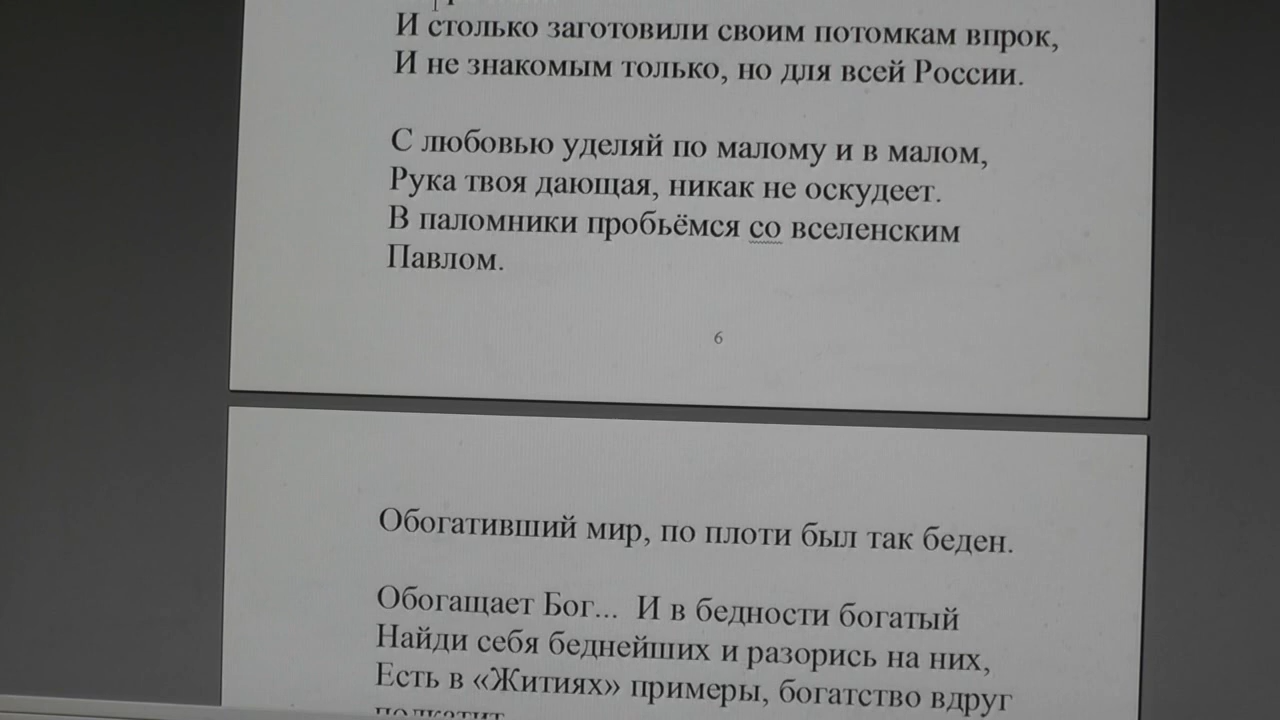 И столько заготовили своим потомкам впрок,
И не знакомым только, но для всей России.
С любовью уделяй по малому и в малом,
Рука твоя дающая, никак не оскудеет.
В паломники пробьёмся со вселенским
Павлом.
6
Обогативший мир, по плоти был так беден.
Обогащает Бог... И в бедности богатый
Найди себя беднейших и разорись на них,
Есть в «Житиях» примеры, богатство вдруг